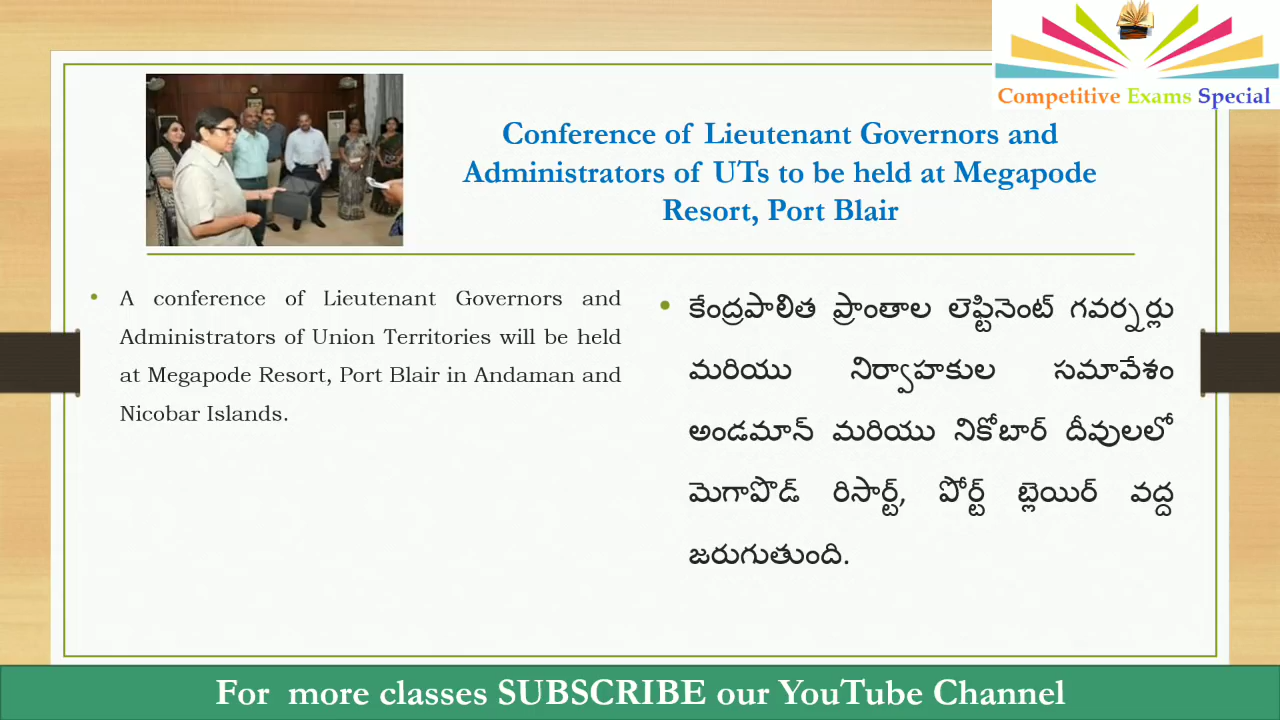 Competitive Exams Special
Conference of Lieutenant Governors and
Administrators of UTs to be held at Megapode
Resort, Port Blair
• A conference of Lieutenant Governors and
Administrators of Union Territories will be held
at Megapode Resort, Port Blair in Andaman and
Nicobar Islands.
• కేంద్రపాలిత ప్రాంతాల లెఫ్టినెంట్ గవర్నర్లు
మరియు నిర్వాహకుల సమావేశం
అండమాన్ మరియు నికోబార్ దీవులలో
మెగాపొడ్ రిసార్ట్, పోర్ట్ బ్లెయిర్ వద్ద
జరుగుతుంది.
For more classes SUBSCRIBE our YouTube Channel